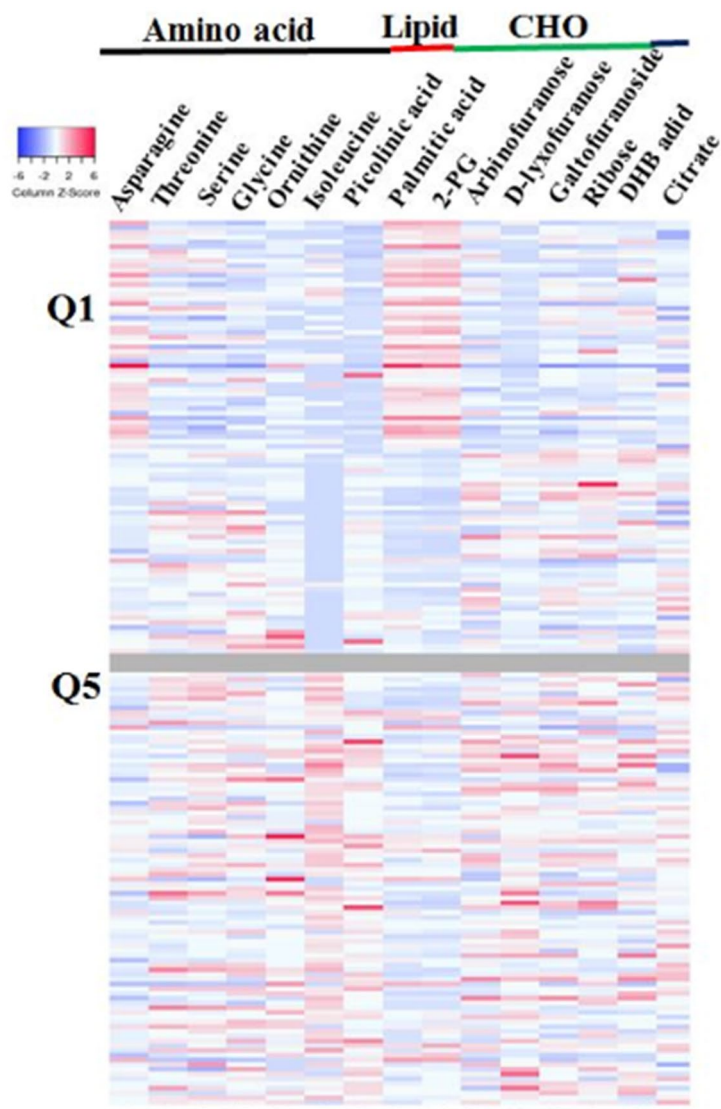 Amino acid Lipid CHO
-6 -2 2 6
Column Z-Score
Asparagine
Threonine
Serine
Glycine
Ornithine
Isoleucine
Picolinic acid
Palmitic acid
2-PG
Arbinofuranose
D-lyxofuranose
Galtofuranoside
Ribose
DHB adid
Citrate
Q1
Q5